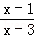 x − 1
x − 3